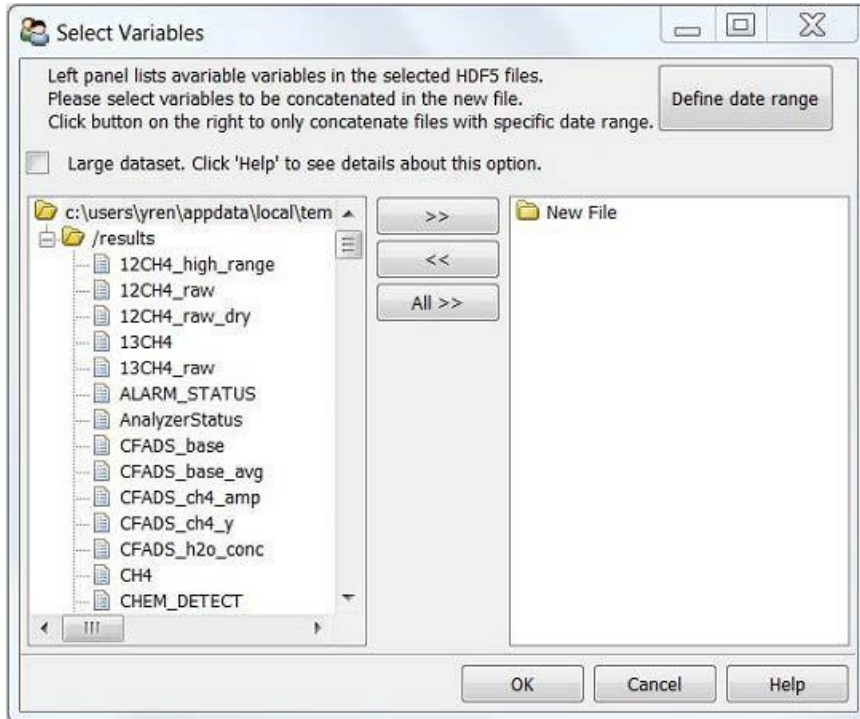 Select Variables
Left panel lists avariable variables in the selected HDF5 files.
Please select variables to be concatenated in the new file.
Click button on the right to only concatenate files with specific date range.
Define date range
Large dataset. Click 'Help' to see details about this option.
c:\users\yren\appdata\local\tem
/results
12CH4_high_range
12CH4_raw
12CH4_raw_dry
13CH4
13CH4_raw
ALARM_STATUS
AnalyzerStatus
CFADS_base
CFADS_base_avg
CFADS_ch4_amp
CFADS_ch4_y
CFADS_h2o_conc
CH4
CHEM_DETECT
>>
<<
All >>
New File
OK
Cancel
Help